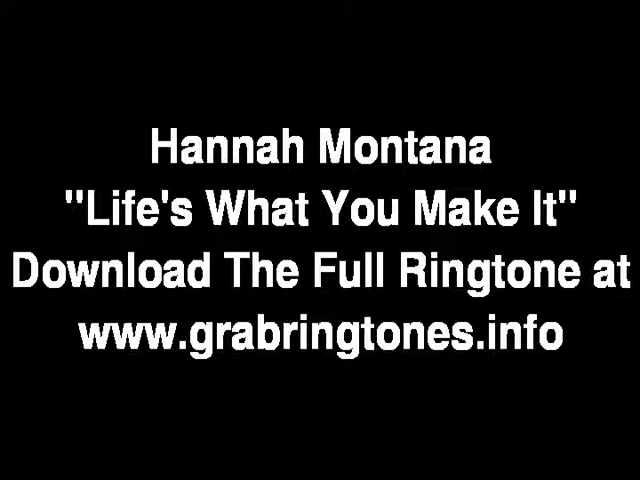 Hannah Montana
"Life's What You Make It"
Download The Full Ringtone at
www.grabringtones.info